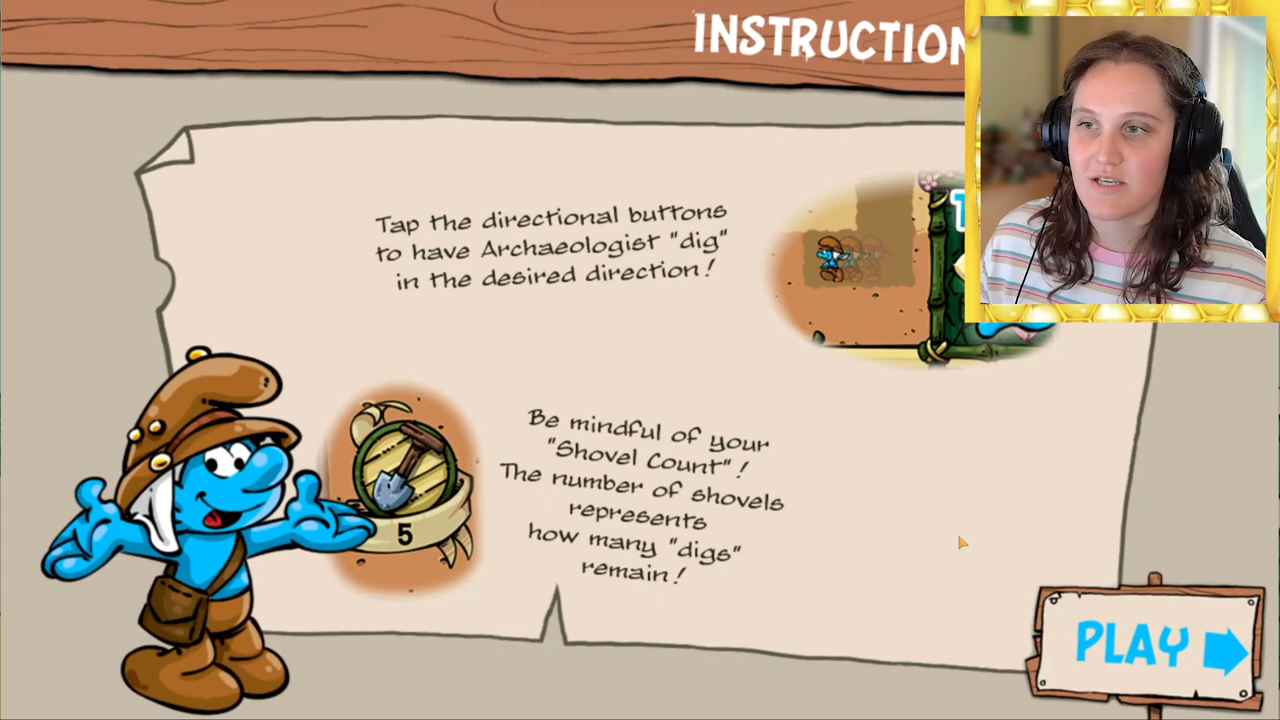 INSTRUCTION
Tap the directional buttons
to have Archaeologist "dig"
in the desired direction!
Be mindful of your
"Shovel Count"!
The number of shovels
represents
how many "digs"
remain!
5
PLAY